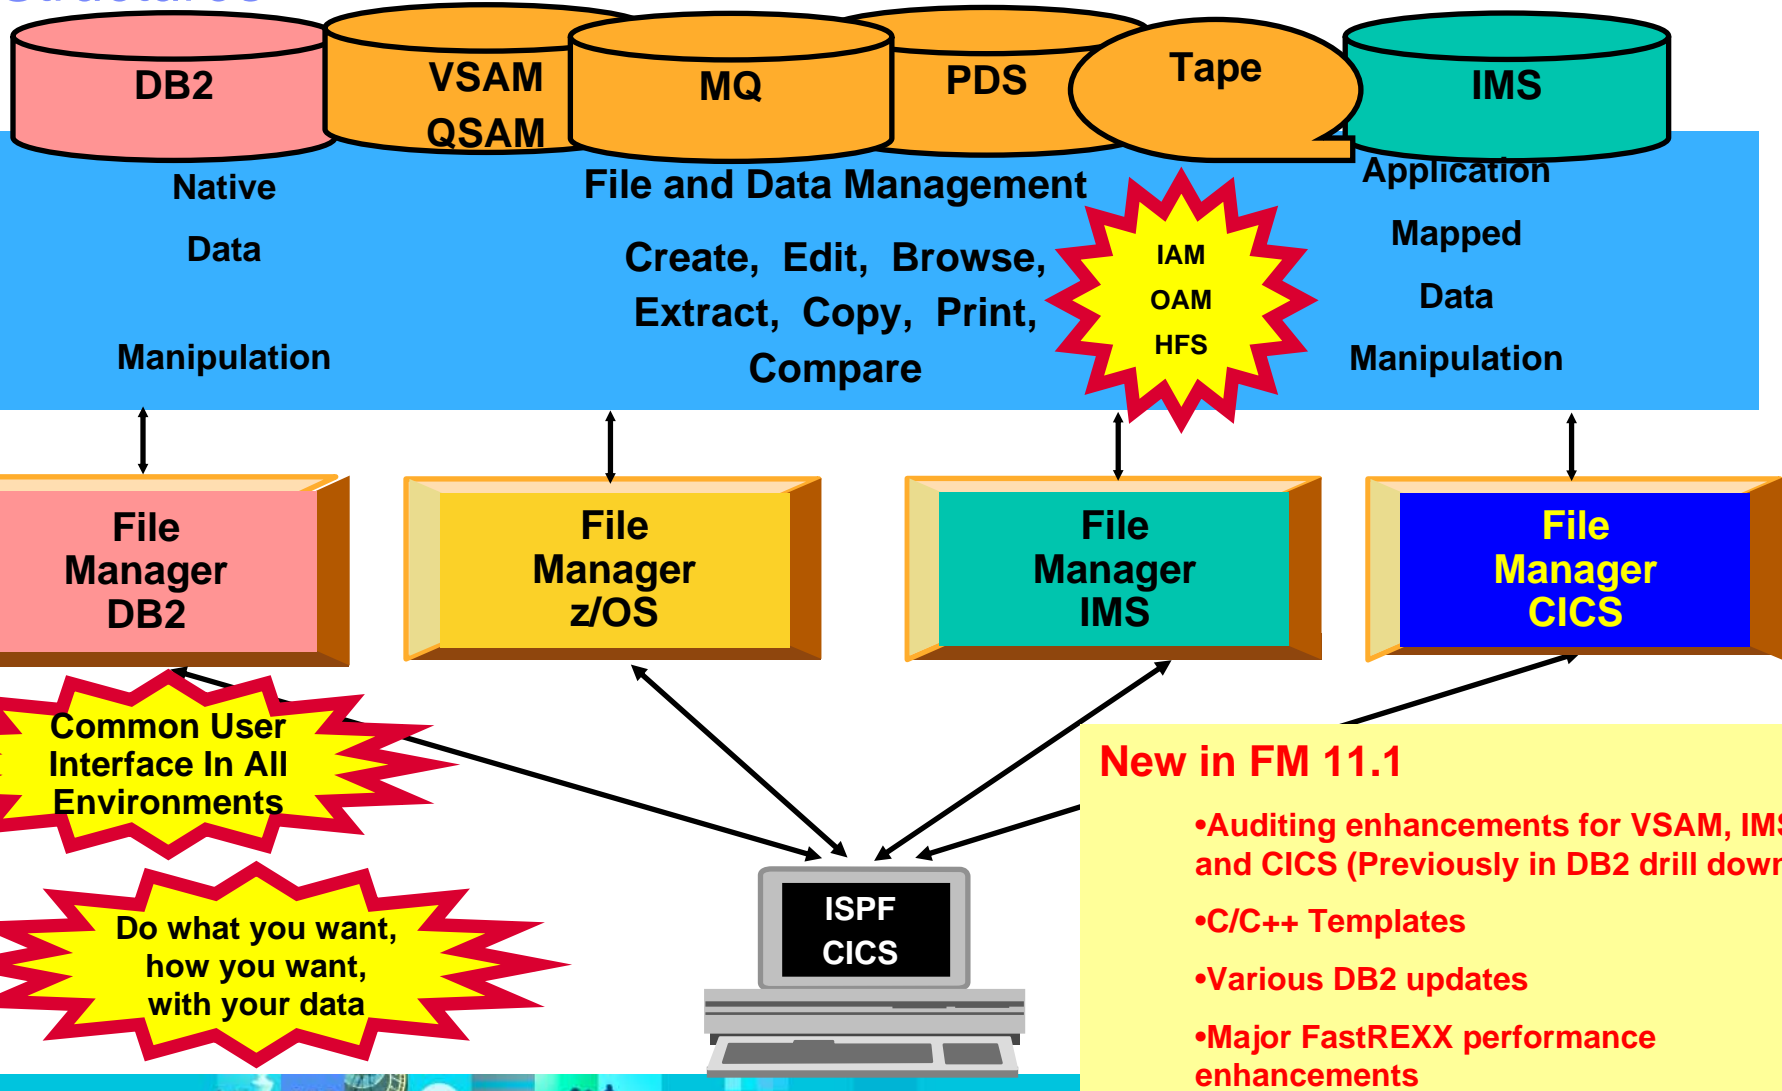 DB2
VSAM
QSAM
MQ
PDS
Tape
IMS
Native
Data
Manipulation
File and Data Management
Create, Edit, Browse,
Extract, Copy, Print,
Compare
IAM
OAM
HFS
Application
Mapped
Data
Manipulation
File
Manager
DB2
File
Manager
z/OS
File
Manager
IMS
File
Manager
CICS
Common User
Interface In All
Environments
Do what you want,
how you want,
with your data
ISPF
CICS
New in FM 11.1
•Auditing enhancements for VSAM, IMS
and CICS (Previously in DB2 drill down
•C/C++ Templates
•Various DB2 updates
•Major FastREXX performance
enhancements